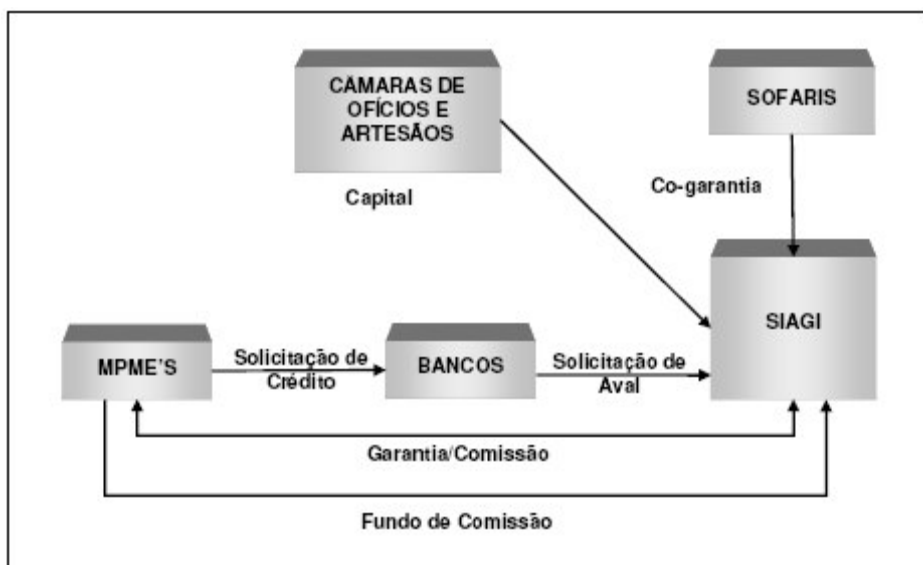 CÂMARAS DE
OFÍCIOS E
ARTESÃOS
SOFARIS
Capital
Co-garantia
SIAGI
MPME'S
Solicitação de
Crédito
BANCOS
Solicitação de
Aval
Garantia/Comissão
Fundo de Comissão